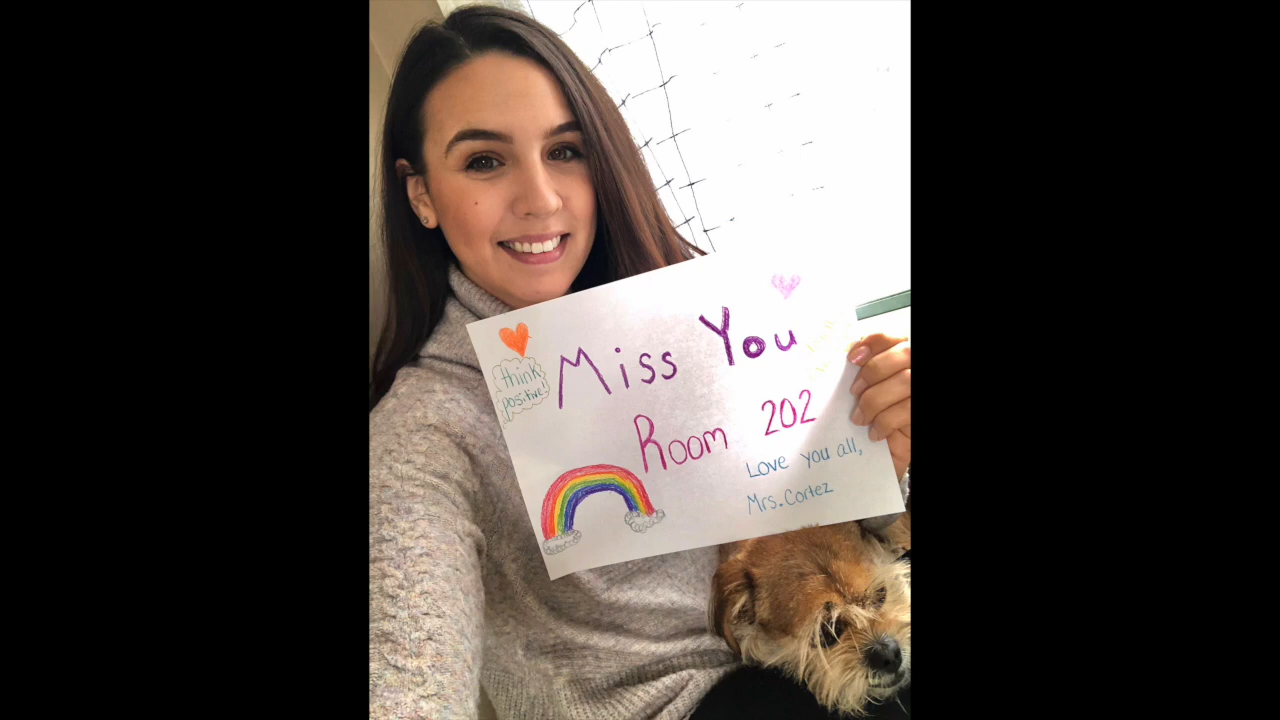 think
positive!
Miss You
Room 202
Love you all,
Mrs. Cortez